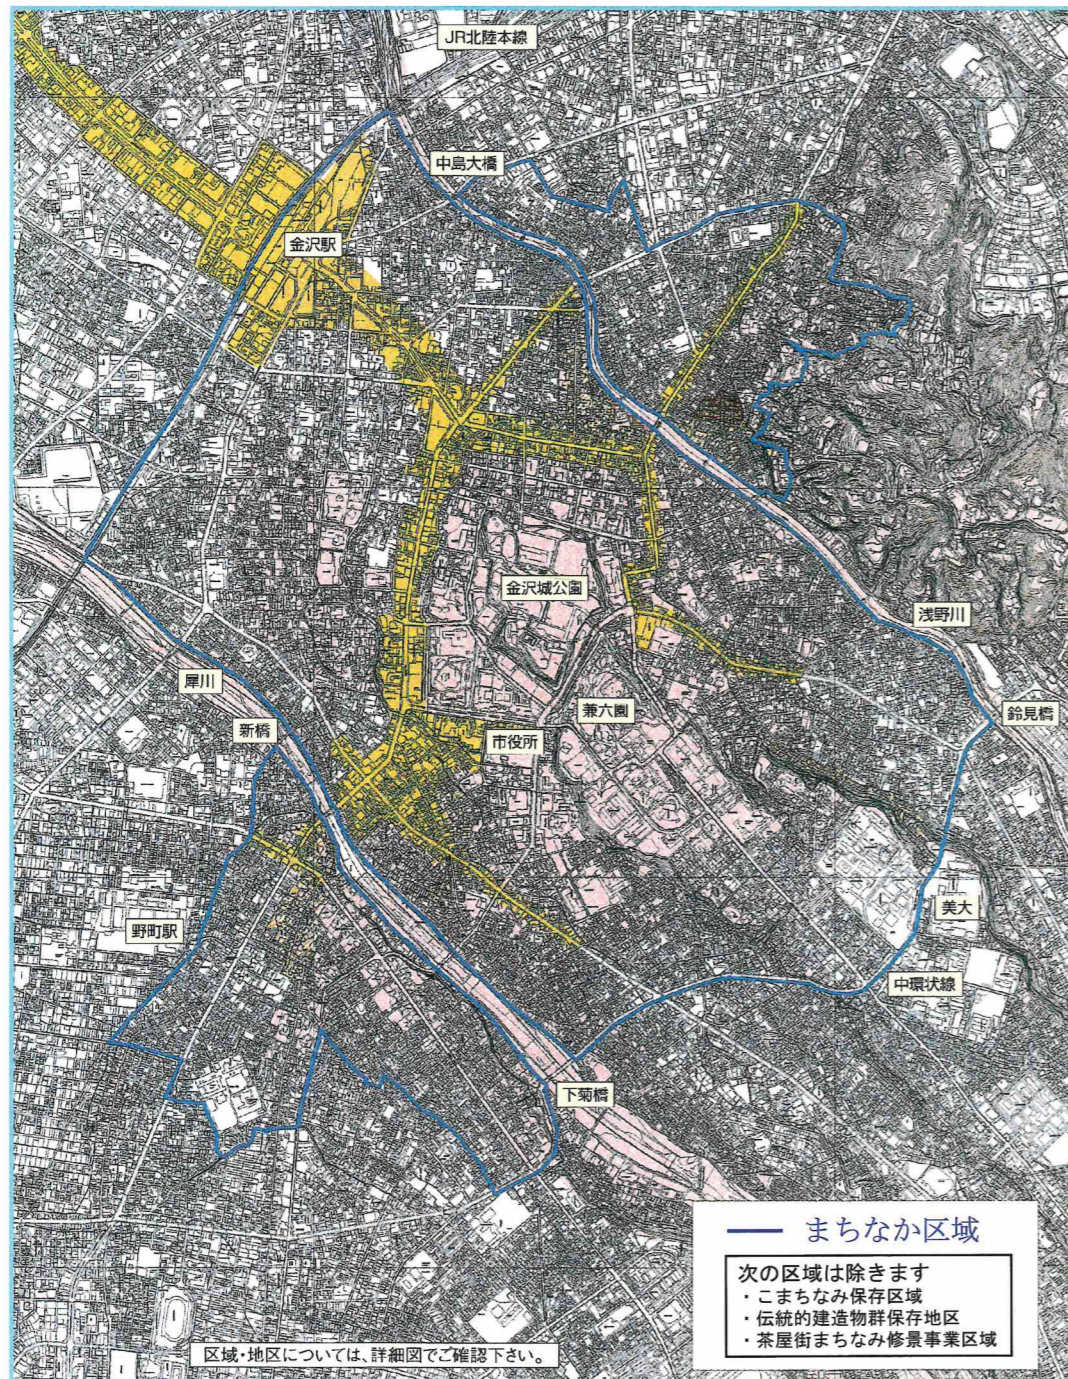 JR北陸本線
中島大橋
金沢駅
金沢城公園
浅野川
犀川
兼六園
鈴見橋
新橋
市役所
美大
野町駅
中環状線
下菊橋
まちなか区域
次の区域は除きます
・こまちなみ保存区域
・伝統的建造物群保存地区
・茶屋街まちなみ修景事業区域
区域・地区については、詳細図でご確認下さい。